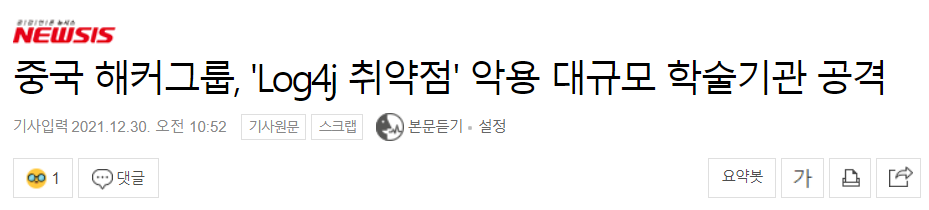 공감언론 뉴시스
NEWSIS
중국 해커그룹, 'Log4j 취약점' 악용 대규모 학술기관 공격
기사입력 2021.12.30. 오전 10:52 기사원문 스크랩 본문듣기 • 설정
1 댓글 요약봇 가